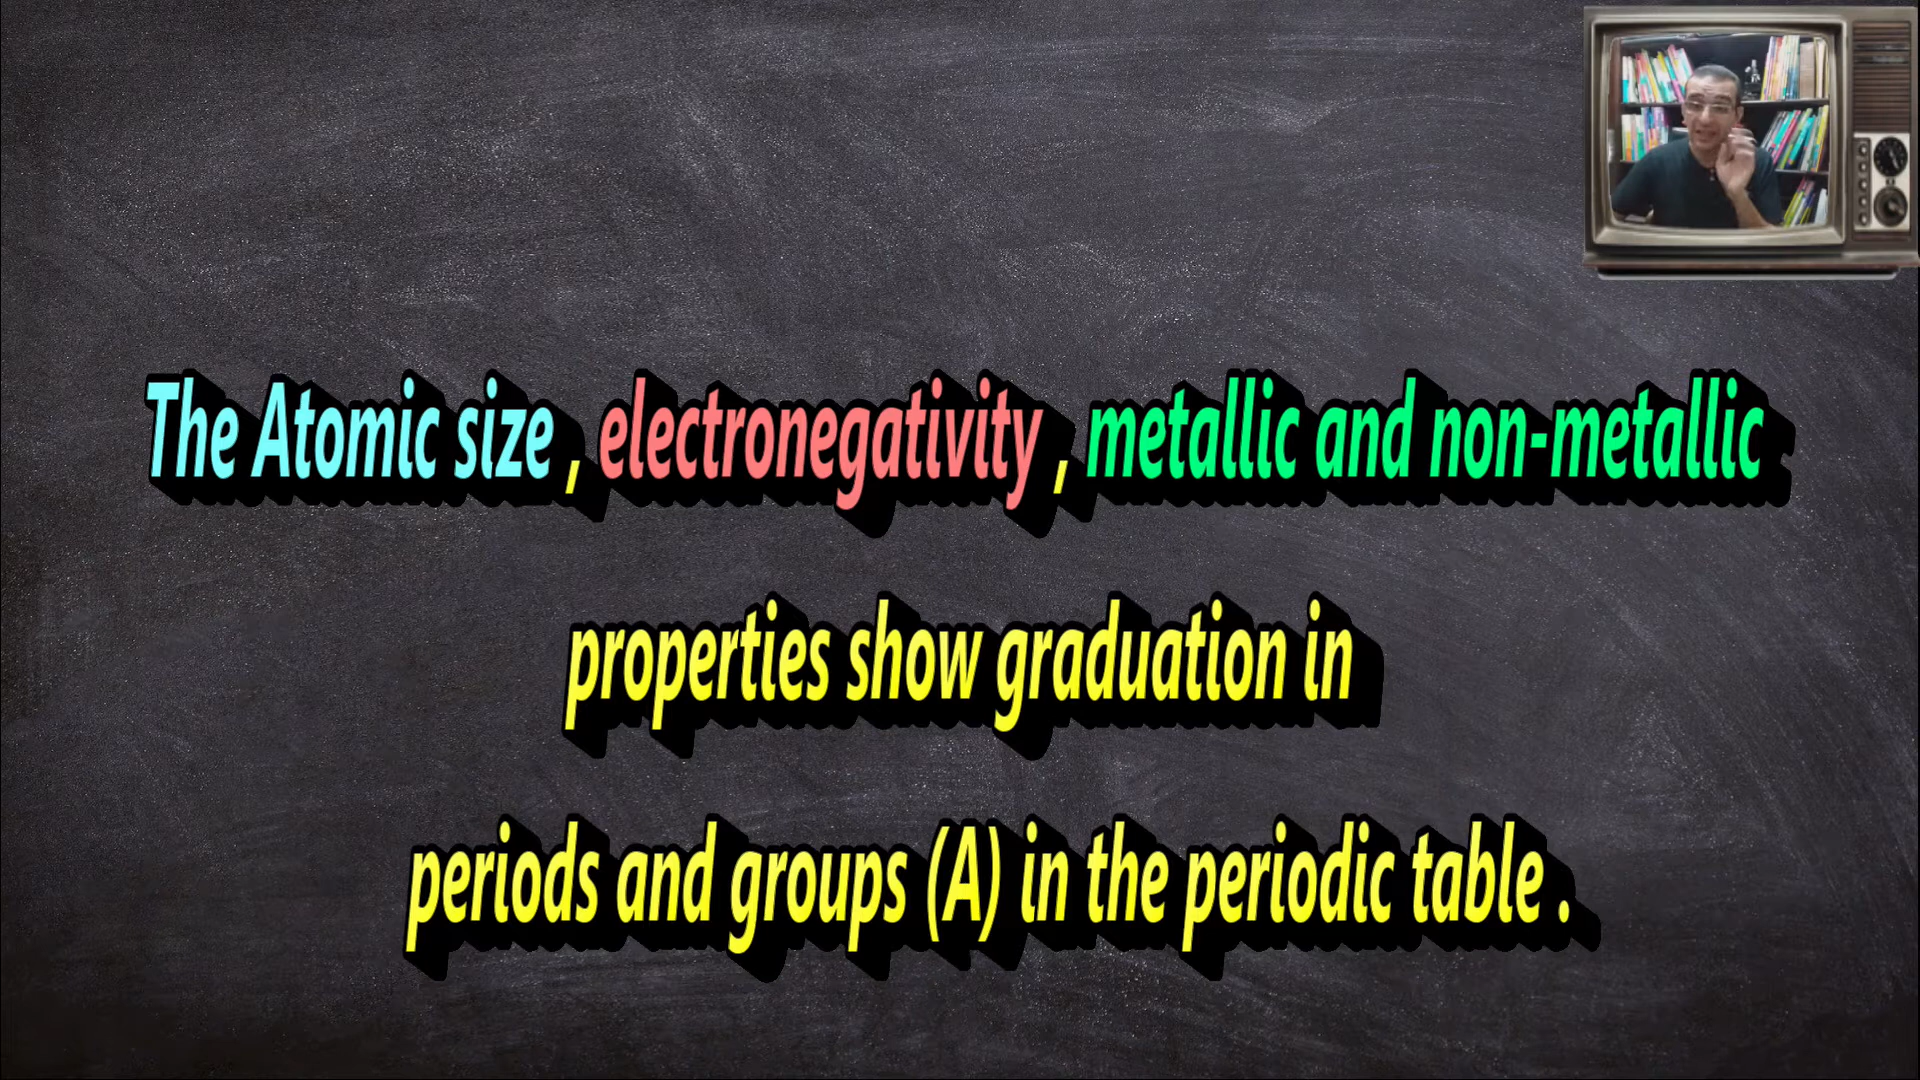 The Atomic size , electronegativity , metallic and non-metallic
properties show graduation in
periods and groups (A) in the periodic table .